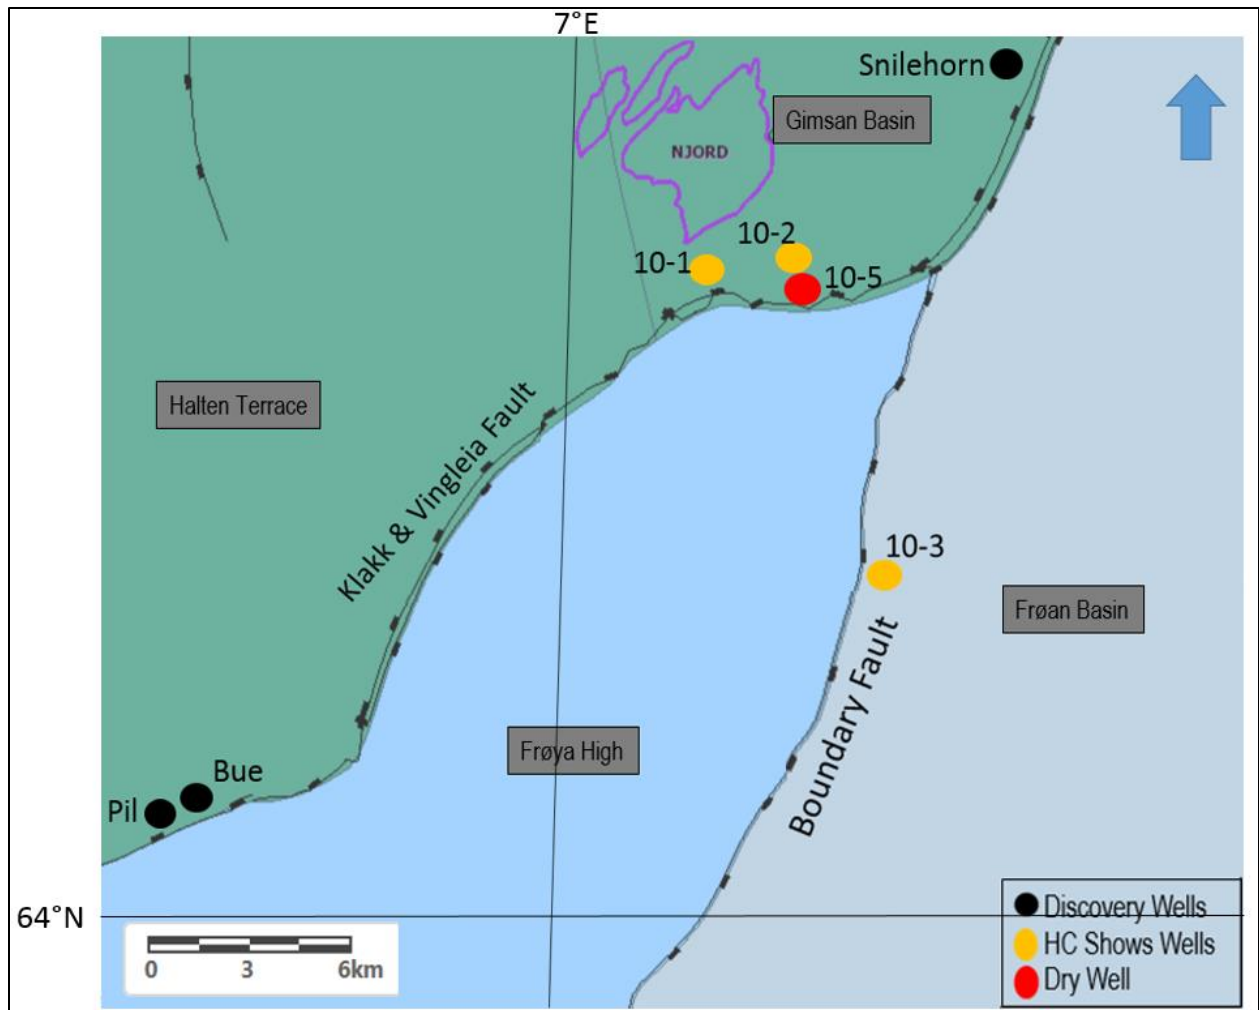 7°E
Snilehorn
Gimsan Basin
NJORD
10-2
10-1
10-5
Halten Terrace
Klakk & Vingleia Fault
10-3
Frøan Basin
Boundary Fault
Frøya High
Bue
Pil
64°N
0 3 6km
Discovery Wells
HC Shows Wells
Dry Well